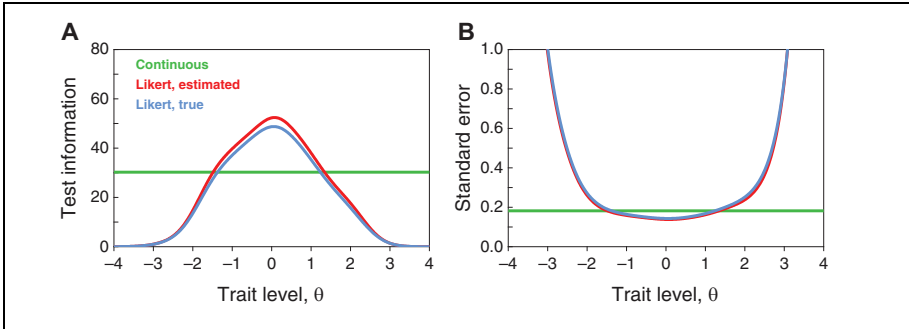 A
80
60
40
20
0
Test information
Continuous
Likert, estimated
Likert, true
–4 –3 –2 –1 0 1 2 3 4
Trait level, θ
B
1.0
0.8
0.6
0.4
0.2
0.0
Standard error
–4 –3 –2 –1 0 1 2 3 4
Trait level, θ